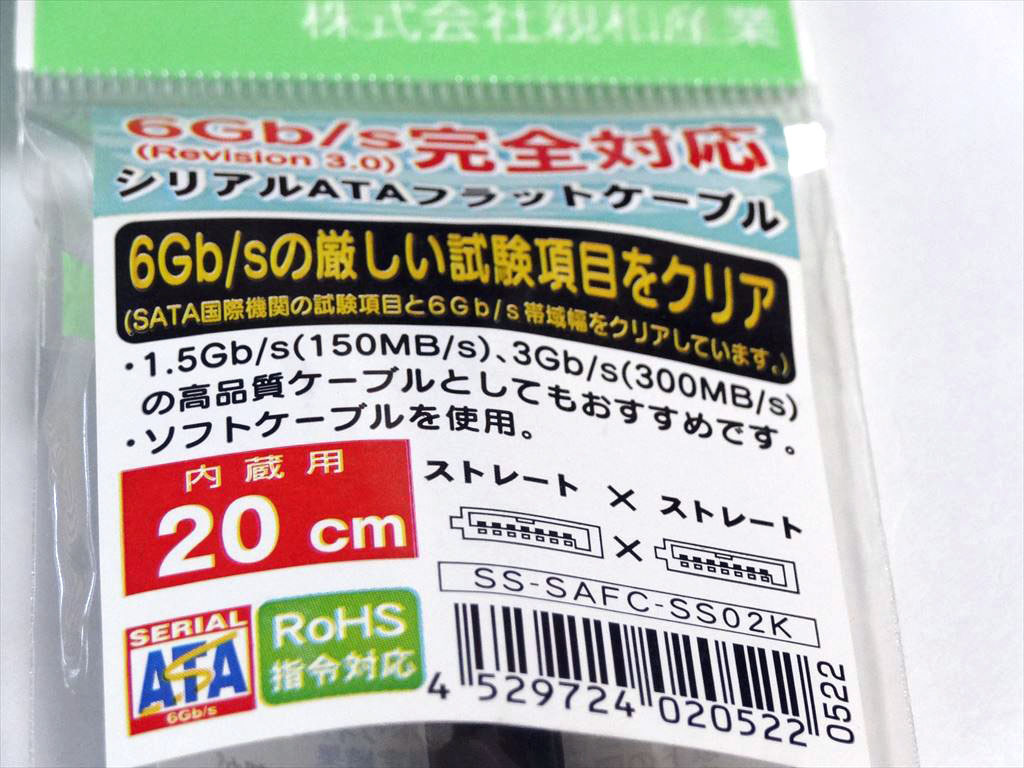 株式会社親和産業
6Gb/s完全対応
(Revision 3.0)
シリアルATAフラットケーブル
6Gb/sの厳しい試験項目をクリア
(SATA国際機関の試験項目と6Gb/s帯域幅をクリアしています。)
・1.5Gb/s(150MB/s)、3Gb/s(300MB/s)
の高品質ケーブルとしてもおすすめです。
・ソフトケーブルを使用。
内蔵用
20 cm
ストレート × ストレート
×
SS-SAFC-SS02K
SERIAL
ATA
6Gb/s
RoHS
指令対応
4 529724 020522
0522